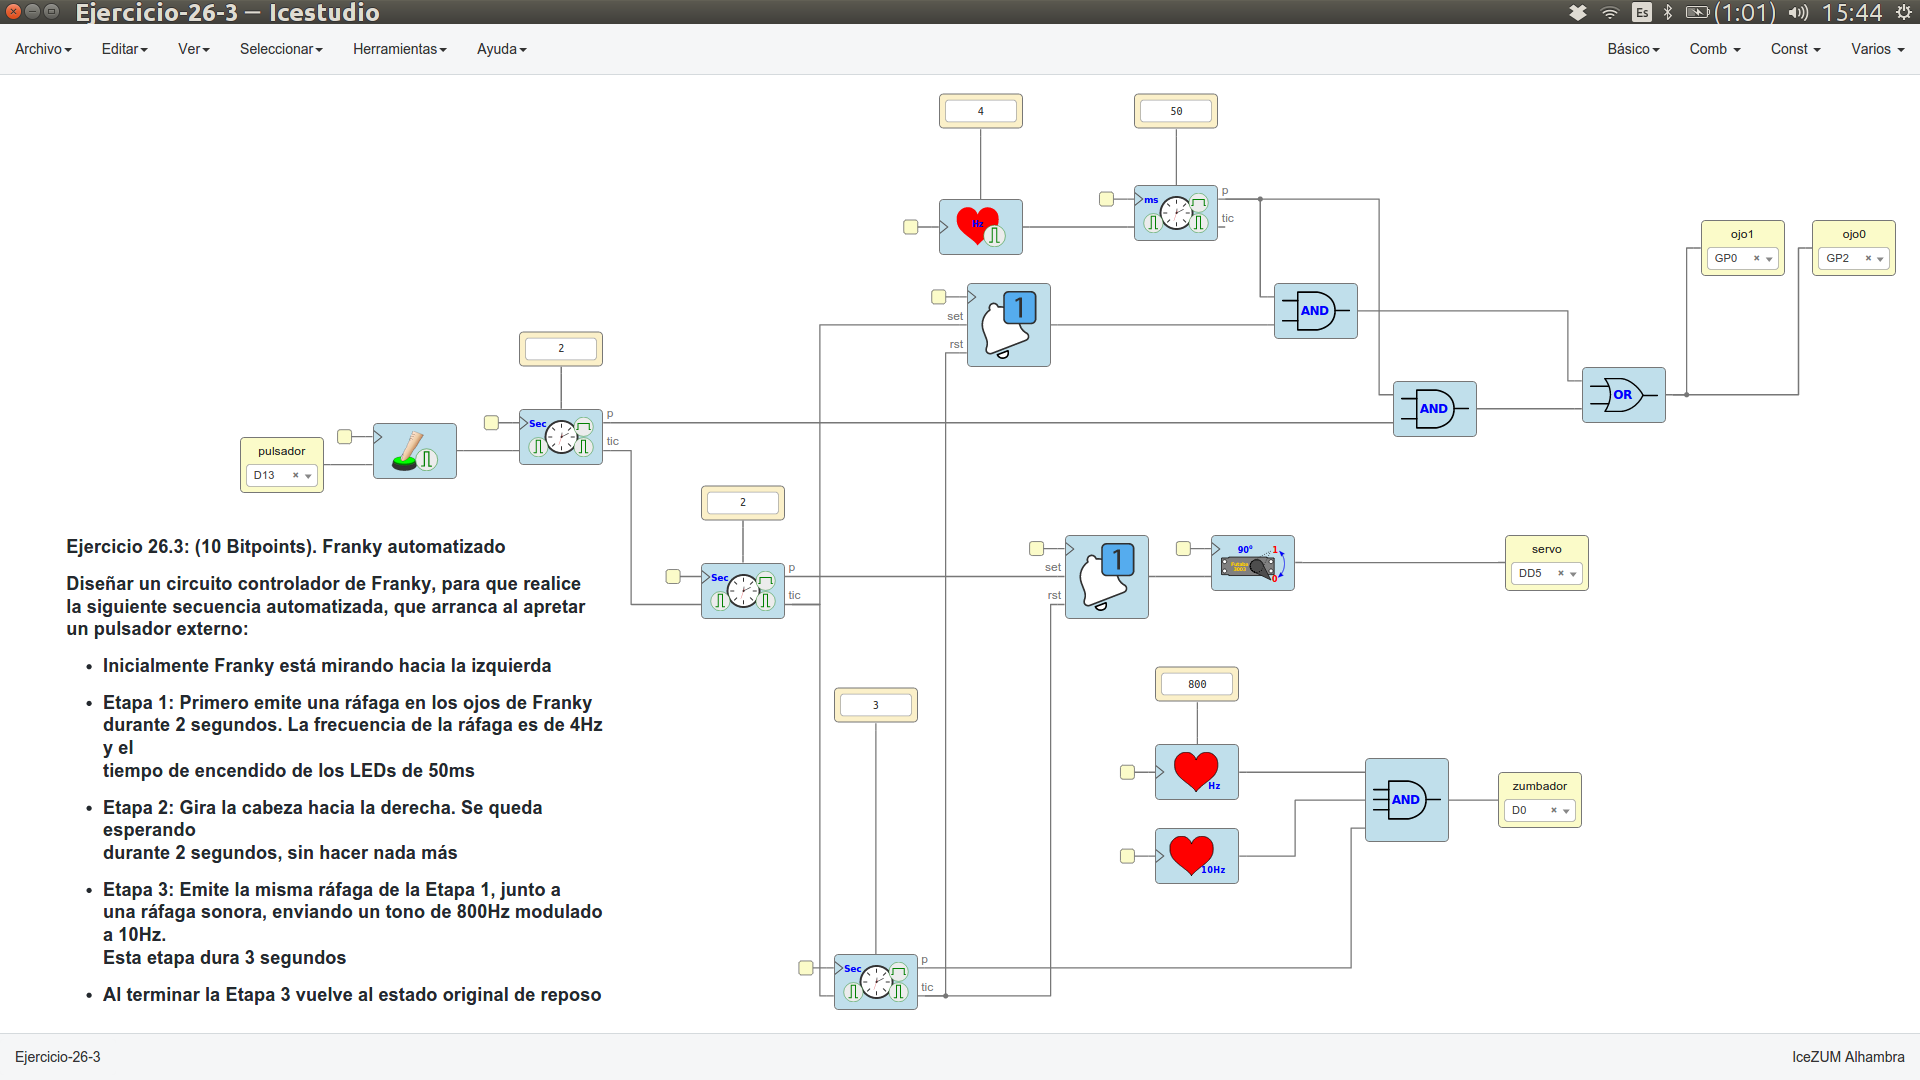 Ejercicio-26-3 — Icestudio
Es
(1:01)
15:44
Archivo
Editar
Ver
Seleccionar
Herramientas
Ayuda
Básico
Comb
Const
Varios
4
50
Hz
ms
p
tic
ojo1
GP0
ojo0
GP2
1
set
rst
AND
2
Sec
p
tic
pulsador
D13
AND
OR
2
Sec
p
tic
1
set
rst
90º
1
0
servo
DD5
Ejercicio 26.3: (10 Bitpoints). Franky automatizado
Diseñar un circuito controlador de Franky, para que realice
la siguiente secuencia automatizada, que arranca al apretar
un pulsador externo:
• Inicialmente Franky está mirando hacia la izquierda
• Etapa 1: Primero emite una ráfaga en los ojos de Franky
durante 2 segundos. La frecuencia de la ráfaga es de 4Hz
y el
tiempo de encendido de los LEDs de 50ms
• Etapa 2: Gira la cabeza hacia la derecha. Se queda
esperando
durante 2 segundos, sin hacer nada más
• Etapa 3: Emite la misma ráfaga de la Etapa 1, junto a
una ráfaga sonora, enviando un tono de 800Hz modulado
a 10Hz.
Esta etapa dura 3 segundos
• Al terminar la Etapa 3 vuelve al estado original de reposo
3
800
Hz
10Hz
AND
zumbador
D0
Sec
p
tic
Ejercicio-26-3
IceZUM Alhambra